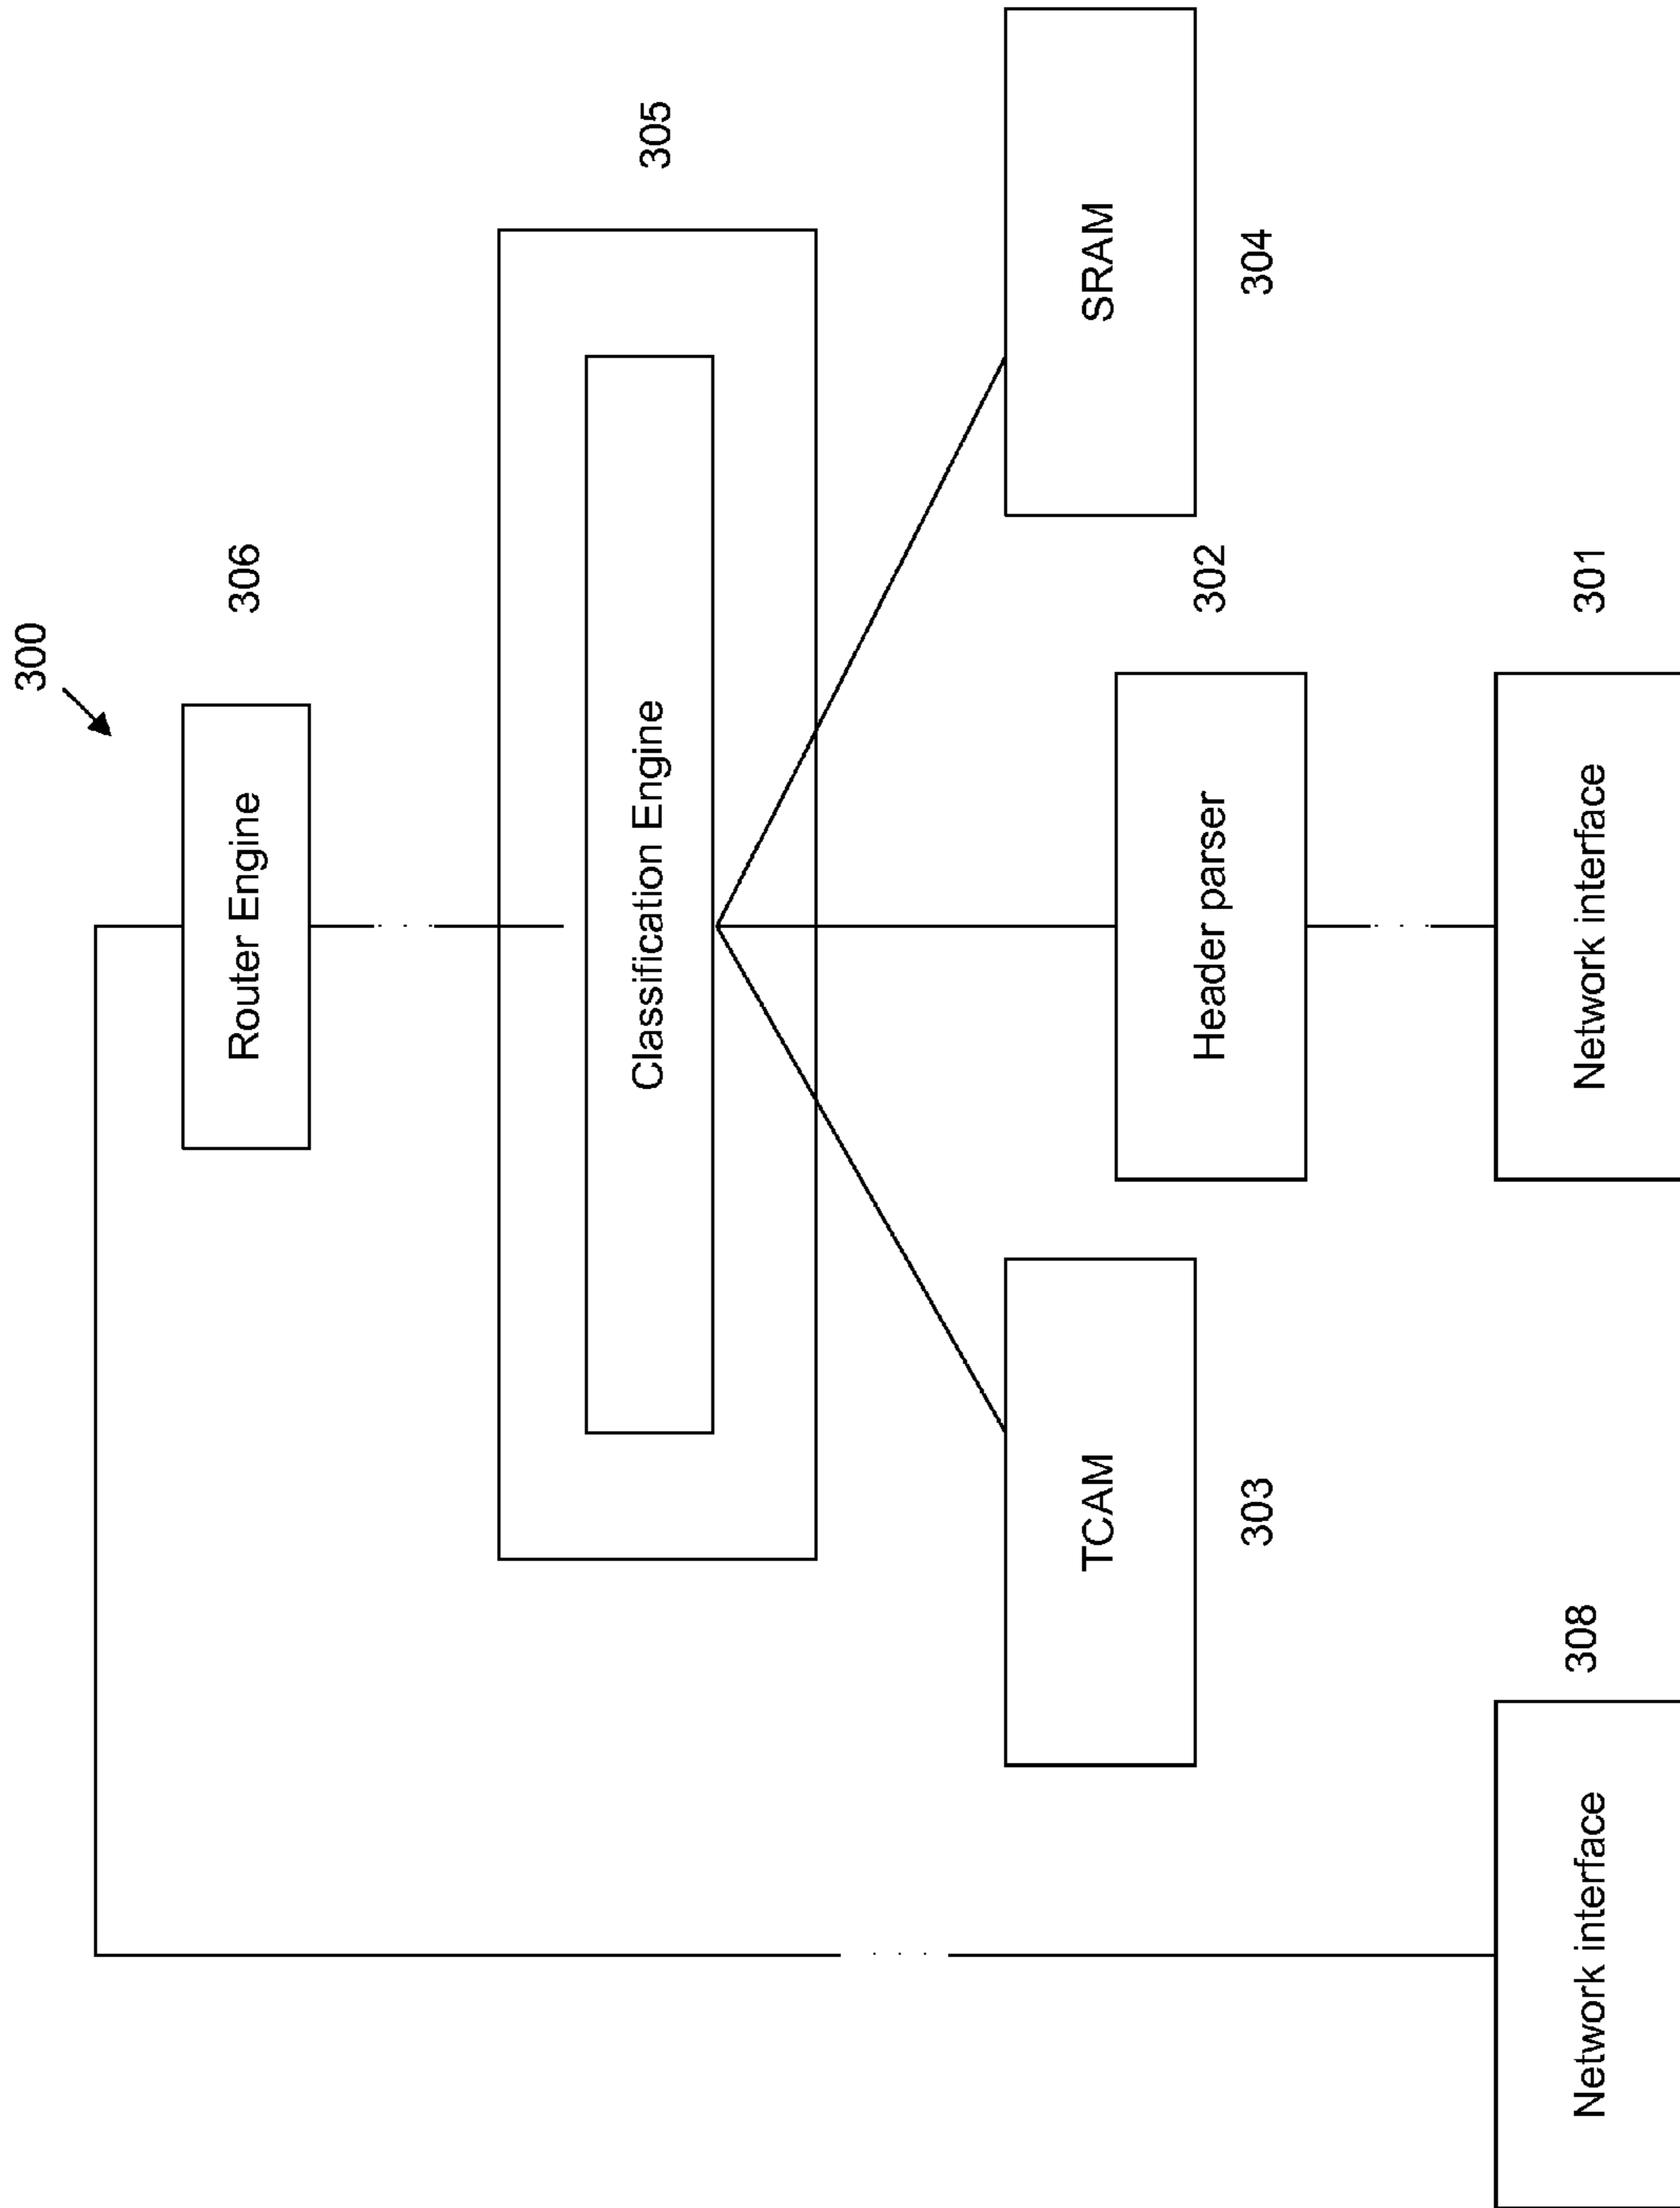 300
306
Router Engine
305
Classification Engine
TCAM
303
SRAM
304
302
Header parser
308
Network interface
301
Network interface